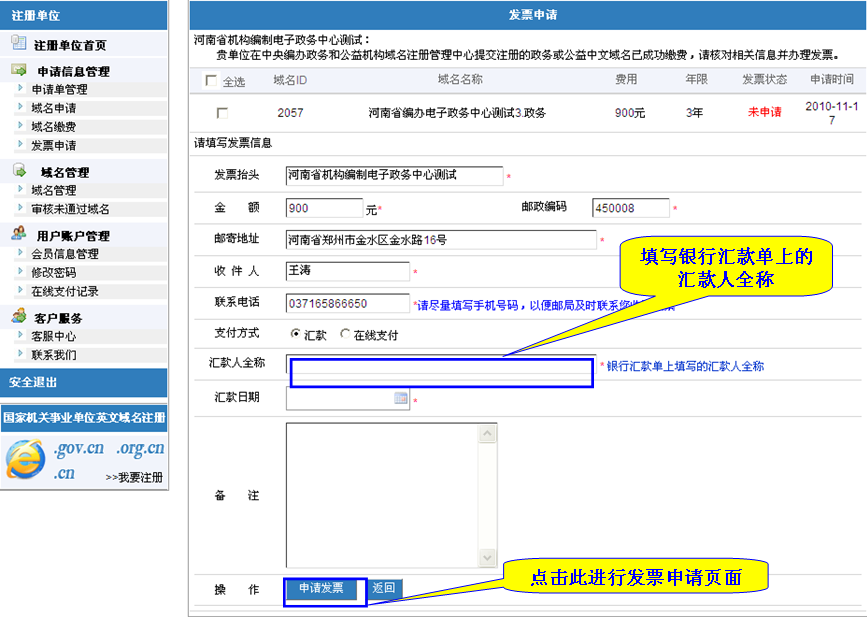 注册单位
注册单位首页
申请信息管理
申请单管理
域名申请
域名缴费
发票申请
域名管理
域名管理
审核未通过域名
用户账户管理
会员信息管理
修改密码
在线支付记录
客户服务
客服中心
联系我们
安全退出
国家机关事业单位英文域名注册
.gov.cn .org.cn
.cn >>我要注册
发票申请
河南省机构编制电子政务中心测试:
贵单位在中央编办政务和公益机构域名注册管理中心提交注册的政务或公益中文域名已成功缴费,请核对相关信息并办理发票。
全选 域名ID 域名名称 费用 年限 发票状态 申请时间
2057 河南省编办电子政务中心测试3.政务 900元 3年 未申请 2010-11-1
7
请填写发票信息
发票抬头 河南省机构编制电子政务中心测试 *
金 额 900 元* 邮政编码 450008 *
邮寄地址 河南省郑州市金水区金水路16号 *
收 件 人 王涛 *
联系电话 037165866650 *请尽量填写手机号码,以便邮局及时联系您
支付方式 汇款 在线支付
汇款人全称 *银行汇款单上填写的汇款人全称
汇款日期 *
备 注
操 作 申请发票 返回
填写银行汇款单上的
汇款人全称
点击此进行发票申请页面